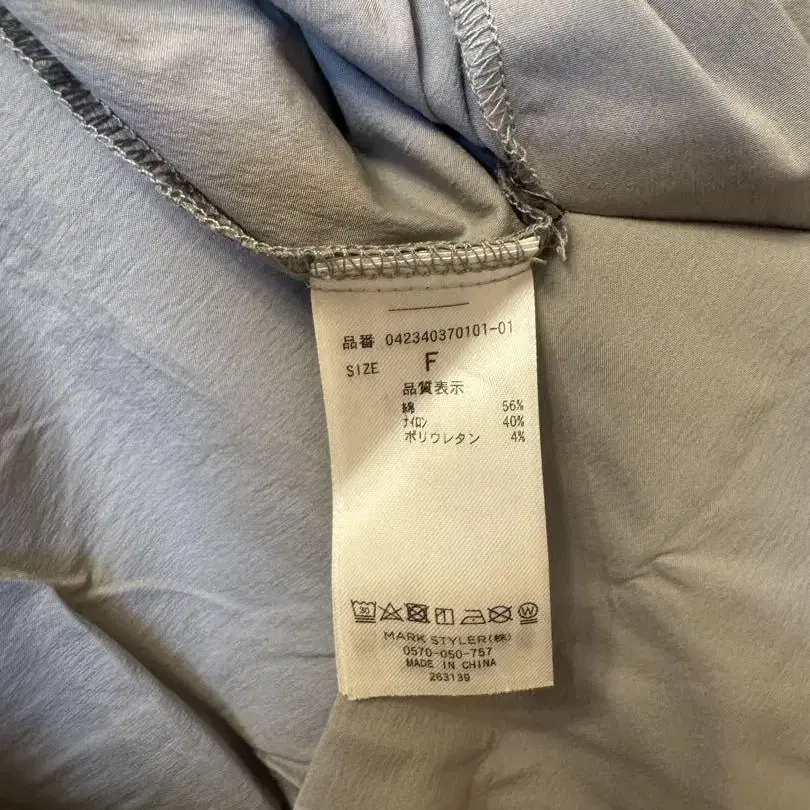 品番 042340370101-01
SIZE F
品質表示
綿 56%
ナイロン 40%
ポリウレタン 4%
30 W
MARK STYLER(株)
0570-050-757
MADE IN CHINA
263139